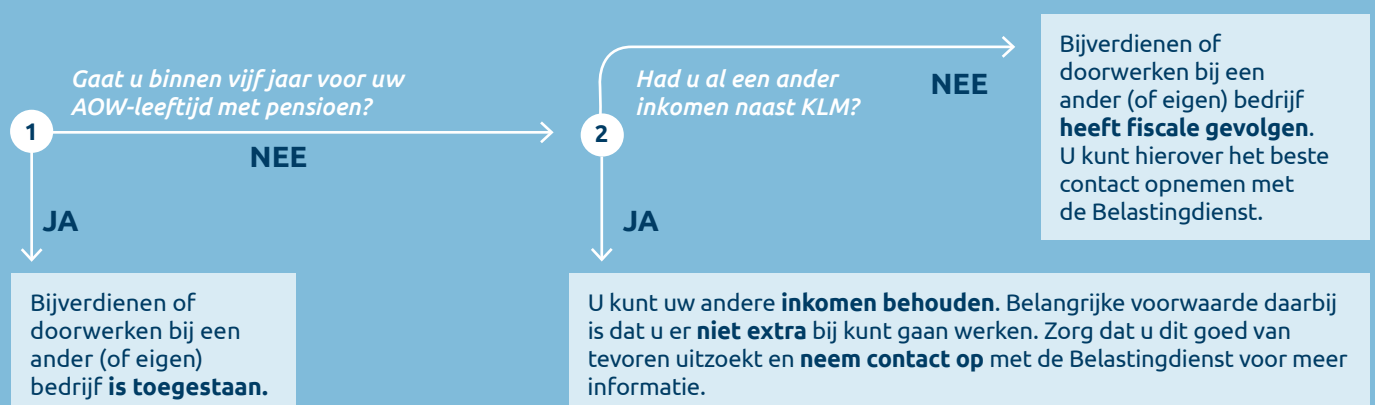 Gaat u binnen vijf jaar voor uw
AOW-leeftijd met pensioen?
1
NEE
JA
Bijverdienen of
doorwerken bij een
ander (of eigen)
bedrijf is toegestaan.
Had u al een ander
inkomen naast KLM?
2
NEE
JA
Bijverdienen of
doorwerken bij een
ander (of eigen) bedrijf
heeft fiscale gevolgen.
U kunt hierover het beste
contact opnemen met
de Belastingdienst.
U kunt uw andere inkomen behouden. Belangrijke voorwaarde daarbij
is dat u er niet extra bij kunt gaan werken. Zorg dat u dit goed van
tevoren uitzoekt en neem contact op met de Belastingdienst voor meer
informatie.